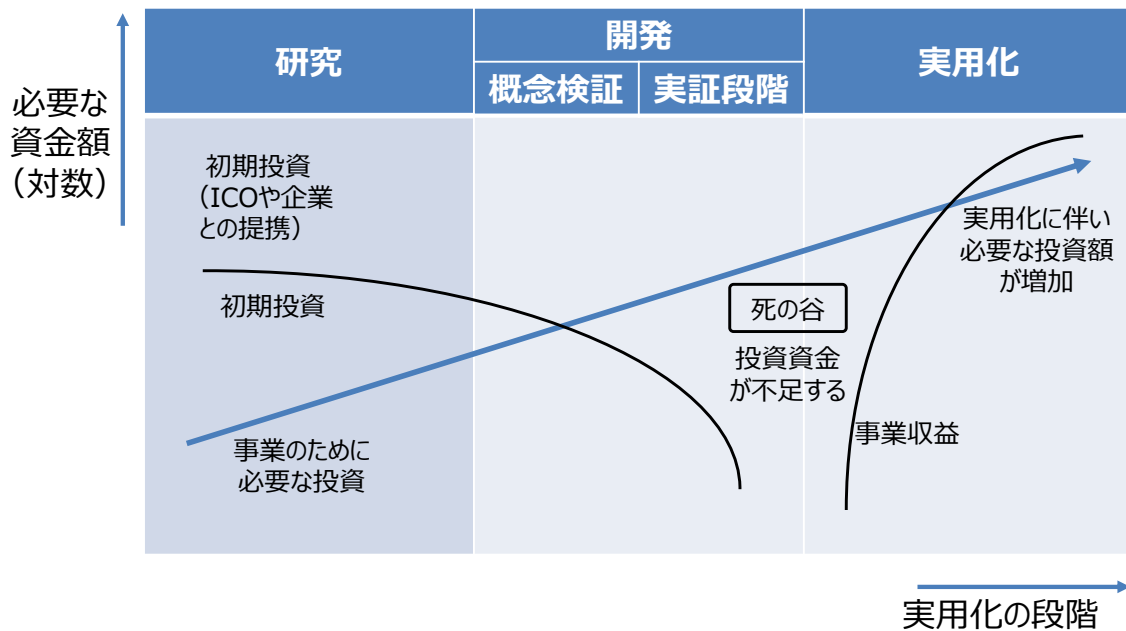 必要な
資金額
（対数）
研究
開発
概念検証
実証段階
実用化
初期投資
（ICOや企業
との提携）
初期投資
事業のために
必要な投資
死の谷
投資資金
が不足する
実用化に伴い
必要な投資額
が増加
事業収益
実用化の段階